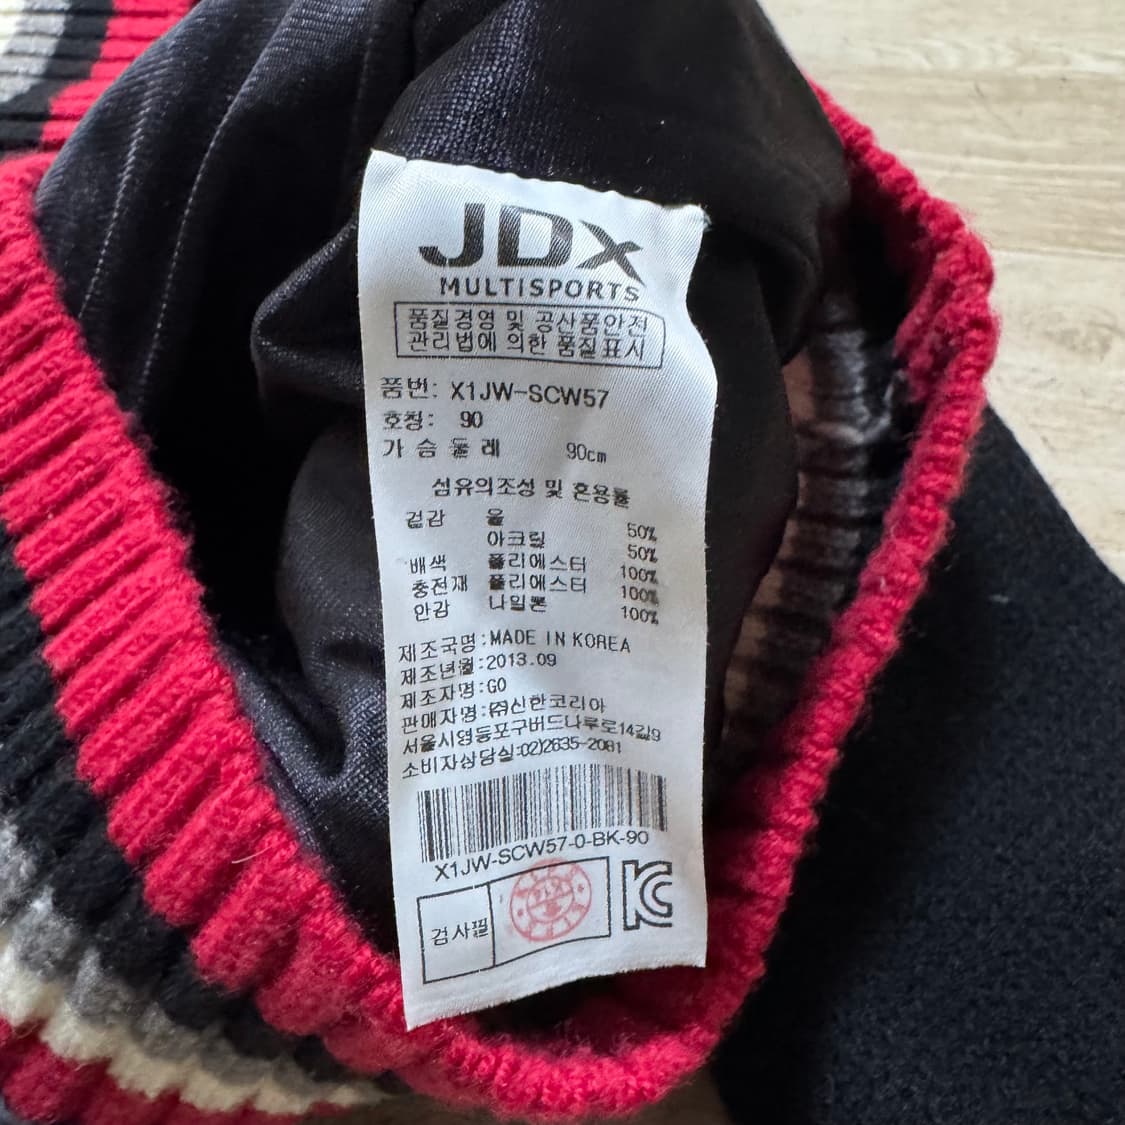 JDX
MULTISPORTS
품질경영 및 공산품안전
관리법에 의한 품질표시
품번: X1JW-SCW57
호칭: 90
가슴둘레 90cm
섬유의조성 및 혼용률
겉감 울 50%
아크릴 50%
배색 폴리에스터 100%
충전재 폴리에스터 100%
안감 나일론 100%
제조국명:MADE IN KOREA
제조년월:2013.09
제조자명:GO
판매자명:㈜신한코리아
서울시영등포구버드나루로14길9
소비자상담실:02)2635-2081
X1JW-SCW57-0-BK-90
검사필